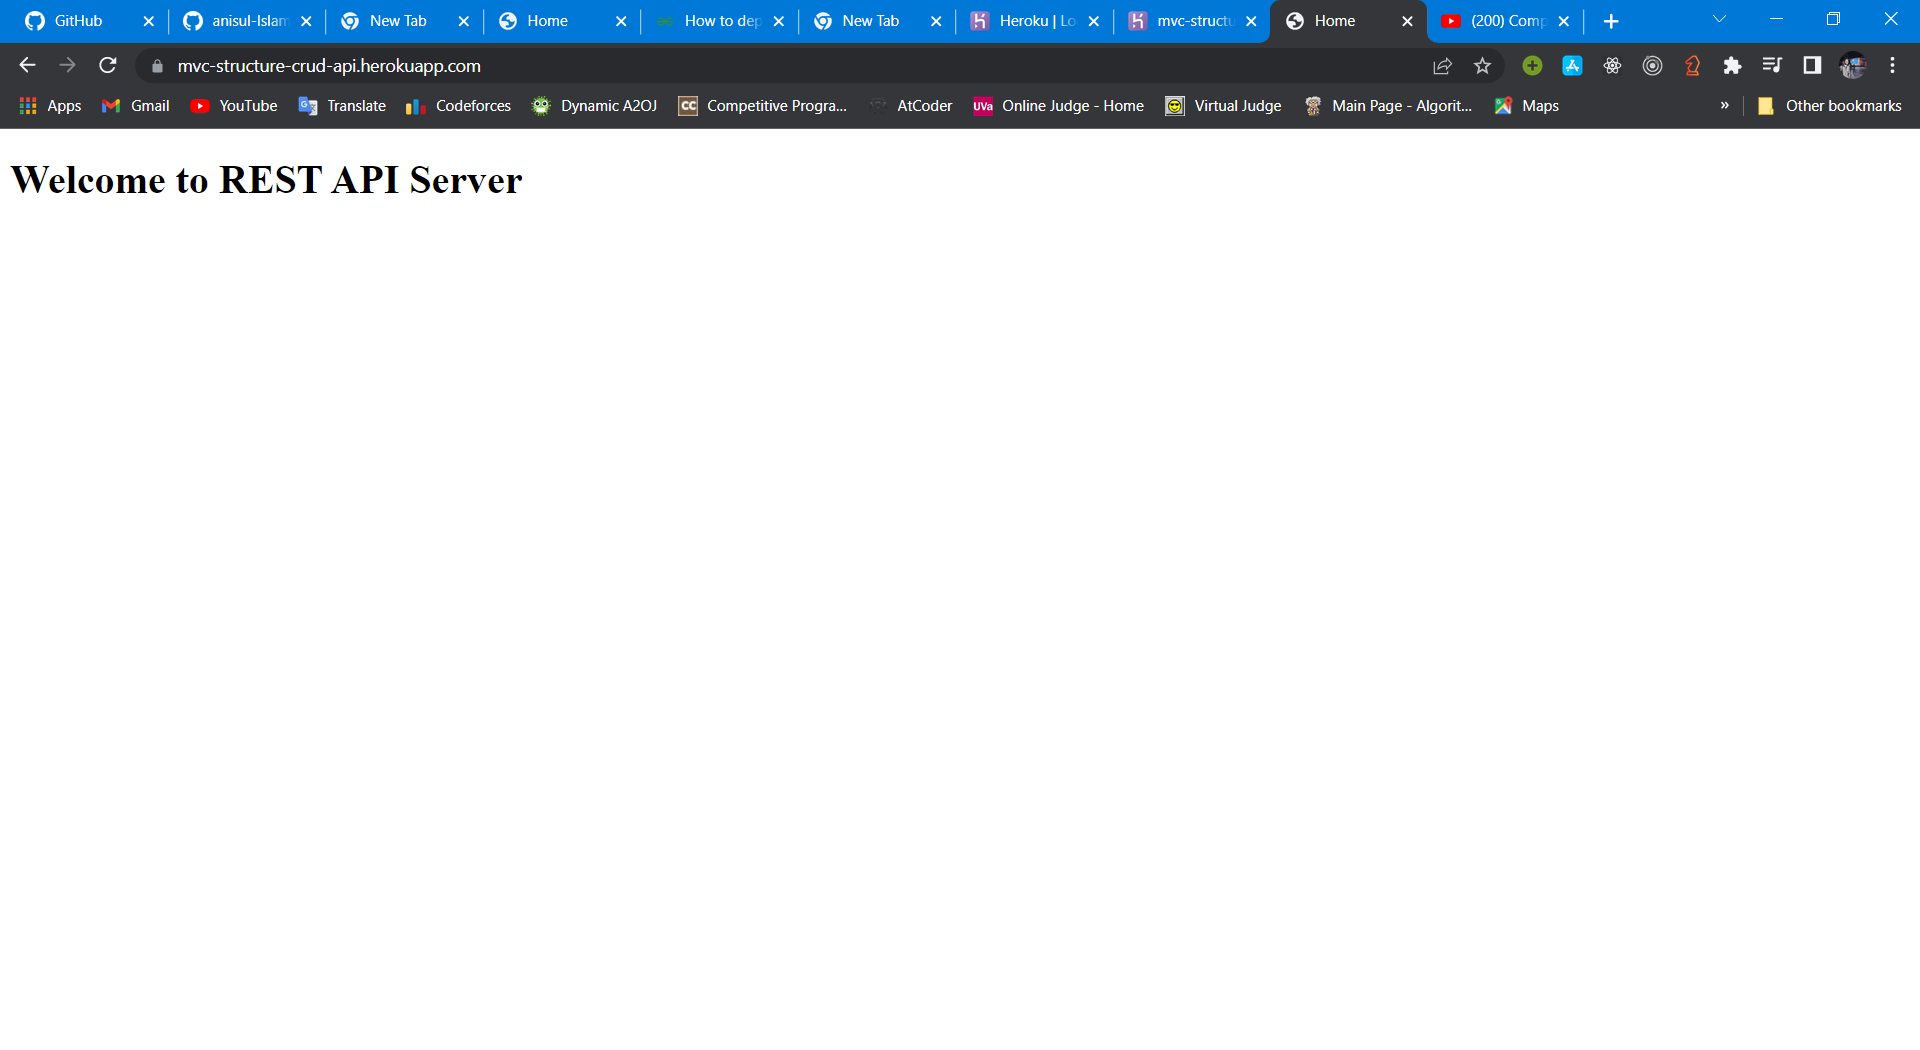 GitHub
anisul-Islam
New Tab
Home
How to dep
New Tab
Heroku | Lo
mvc-structu
Home
(200) Comp
mvc-structure-crud-api.herokuapp.com
Apps
Gmail
YouTube
Translate
Codeforces
Dynamic A2OJ
CC
Competitive Progra...
AtCoder
UVa
Online Judge - Home
Virtual Judge
Main Page - Algorit...
Maps
»
Other bookmarks
Welcome to REST API Server